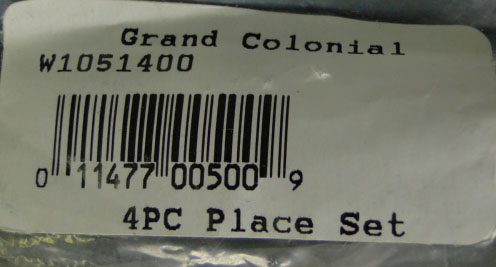 Grand Colonial
W1051400
0 11477 00500 9
4PC Place Set